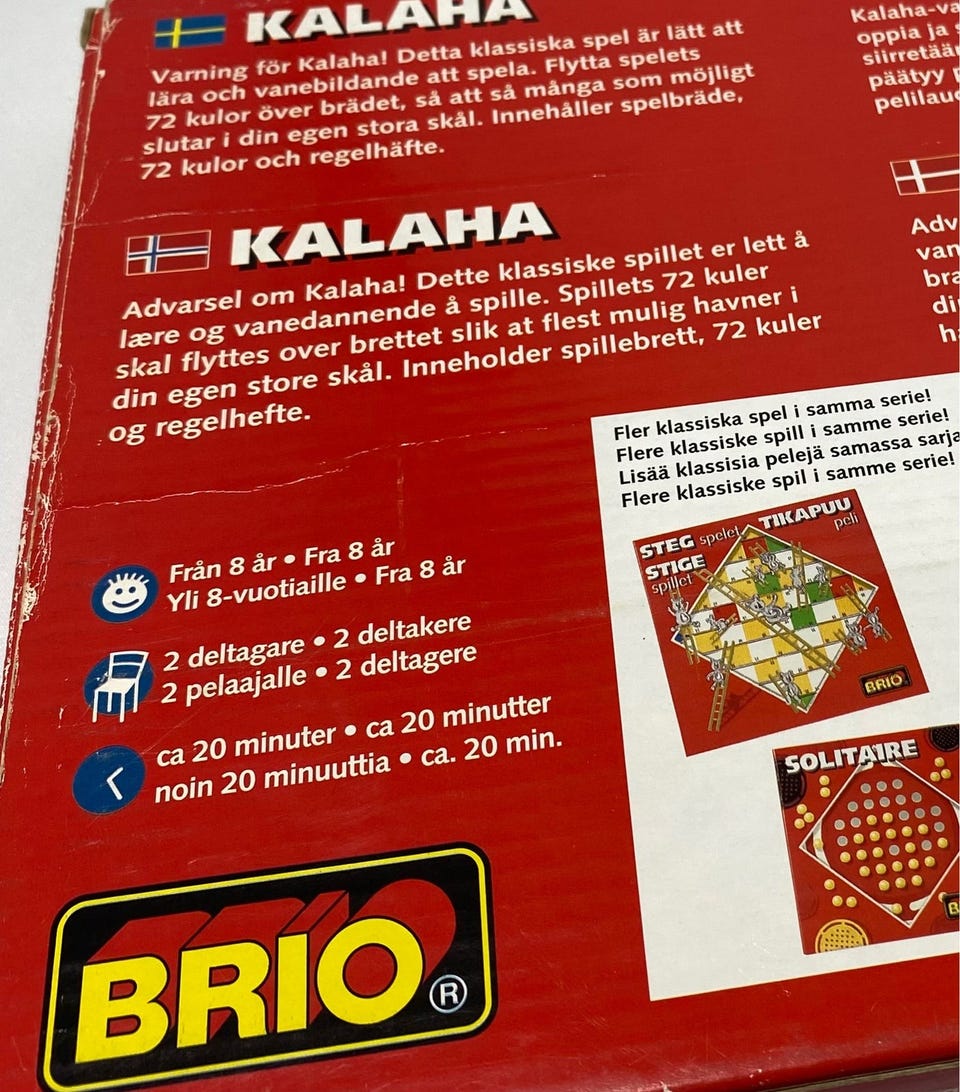 KALAHA
Varning för Kalaha! Detta klassiska spel är lätt att
lära och vanebildande att spela. Flytta spelets
72 kulor över brädet, så att så många som möjligt
slutar i din egen stora skål. Innehåller spelbräde,
72 kulor och regelhäfte.
Kalaha-va
oppia ja
siirretään
päätyy
pelilaud
KALAHA
Advarsel om Kalaha! Dette klassiske spillet er lett å
lære og vanedannende å spille. Spillets 72 kuler
skal flyttes over brettet slik at flest mulig havner i
din egen store skål. Inneholder spillebrett, 72 kuler
og regelhefte.
Adv
van
bra
di
h
Fler klassiska spel i samma serie!
Flere klassiske spill i samme serie!
Lisää klassisia pelejä samassa sarja
Flere klassiske spil i samme serie!
STEG spelet
STIGE
spillet
TIKAPUU
peli
BRIO
SOLITAIRE
B
Från 8 år • Fra 8 år
Yli 8-vuotiaille • Fra 8 år
2 deltagare • 2 deltakere
2 pelaajalle • 2 deltagere
ca 20 minuter • ca 20 minutter
noin 20 minuuttia • ca. 20 min.
BRIO ®